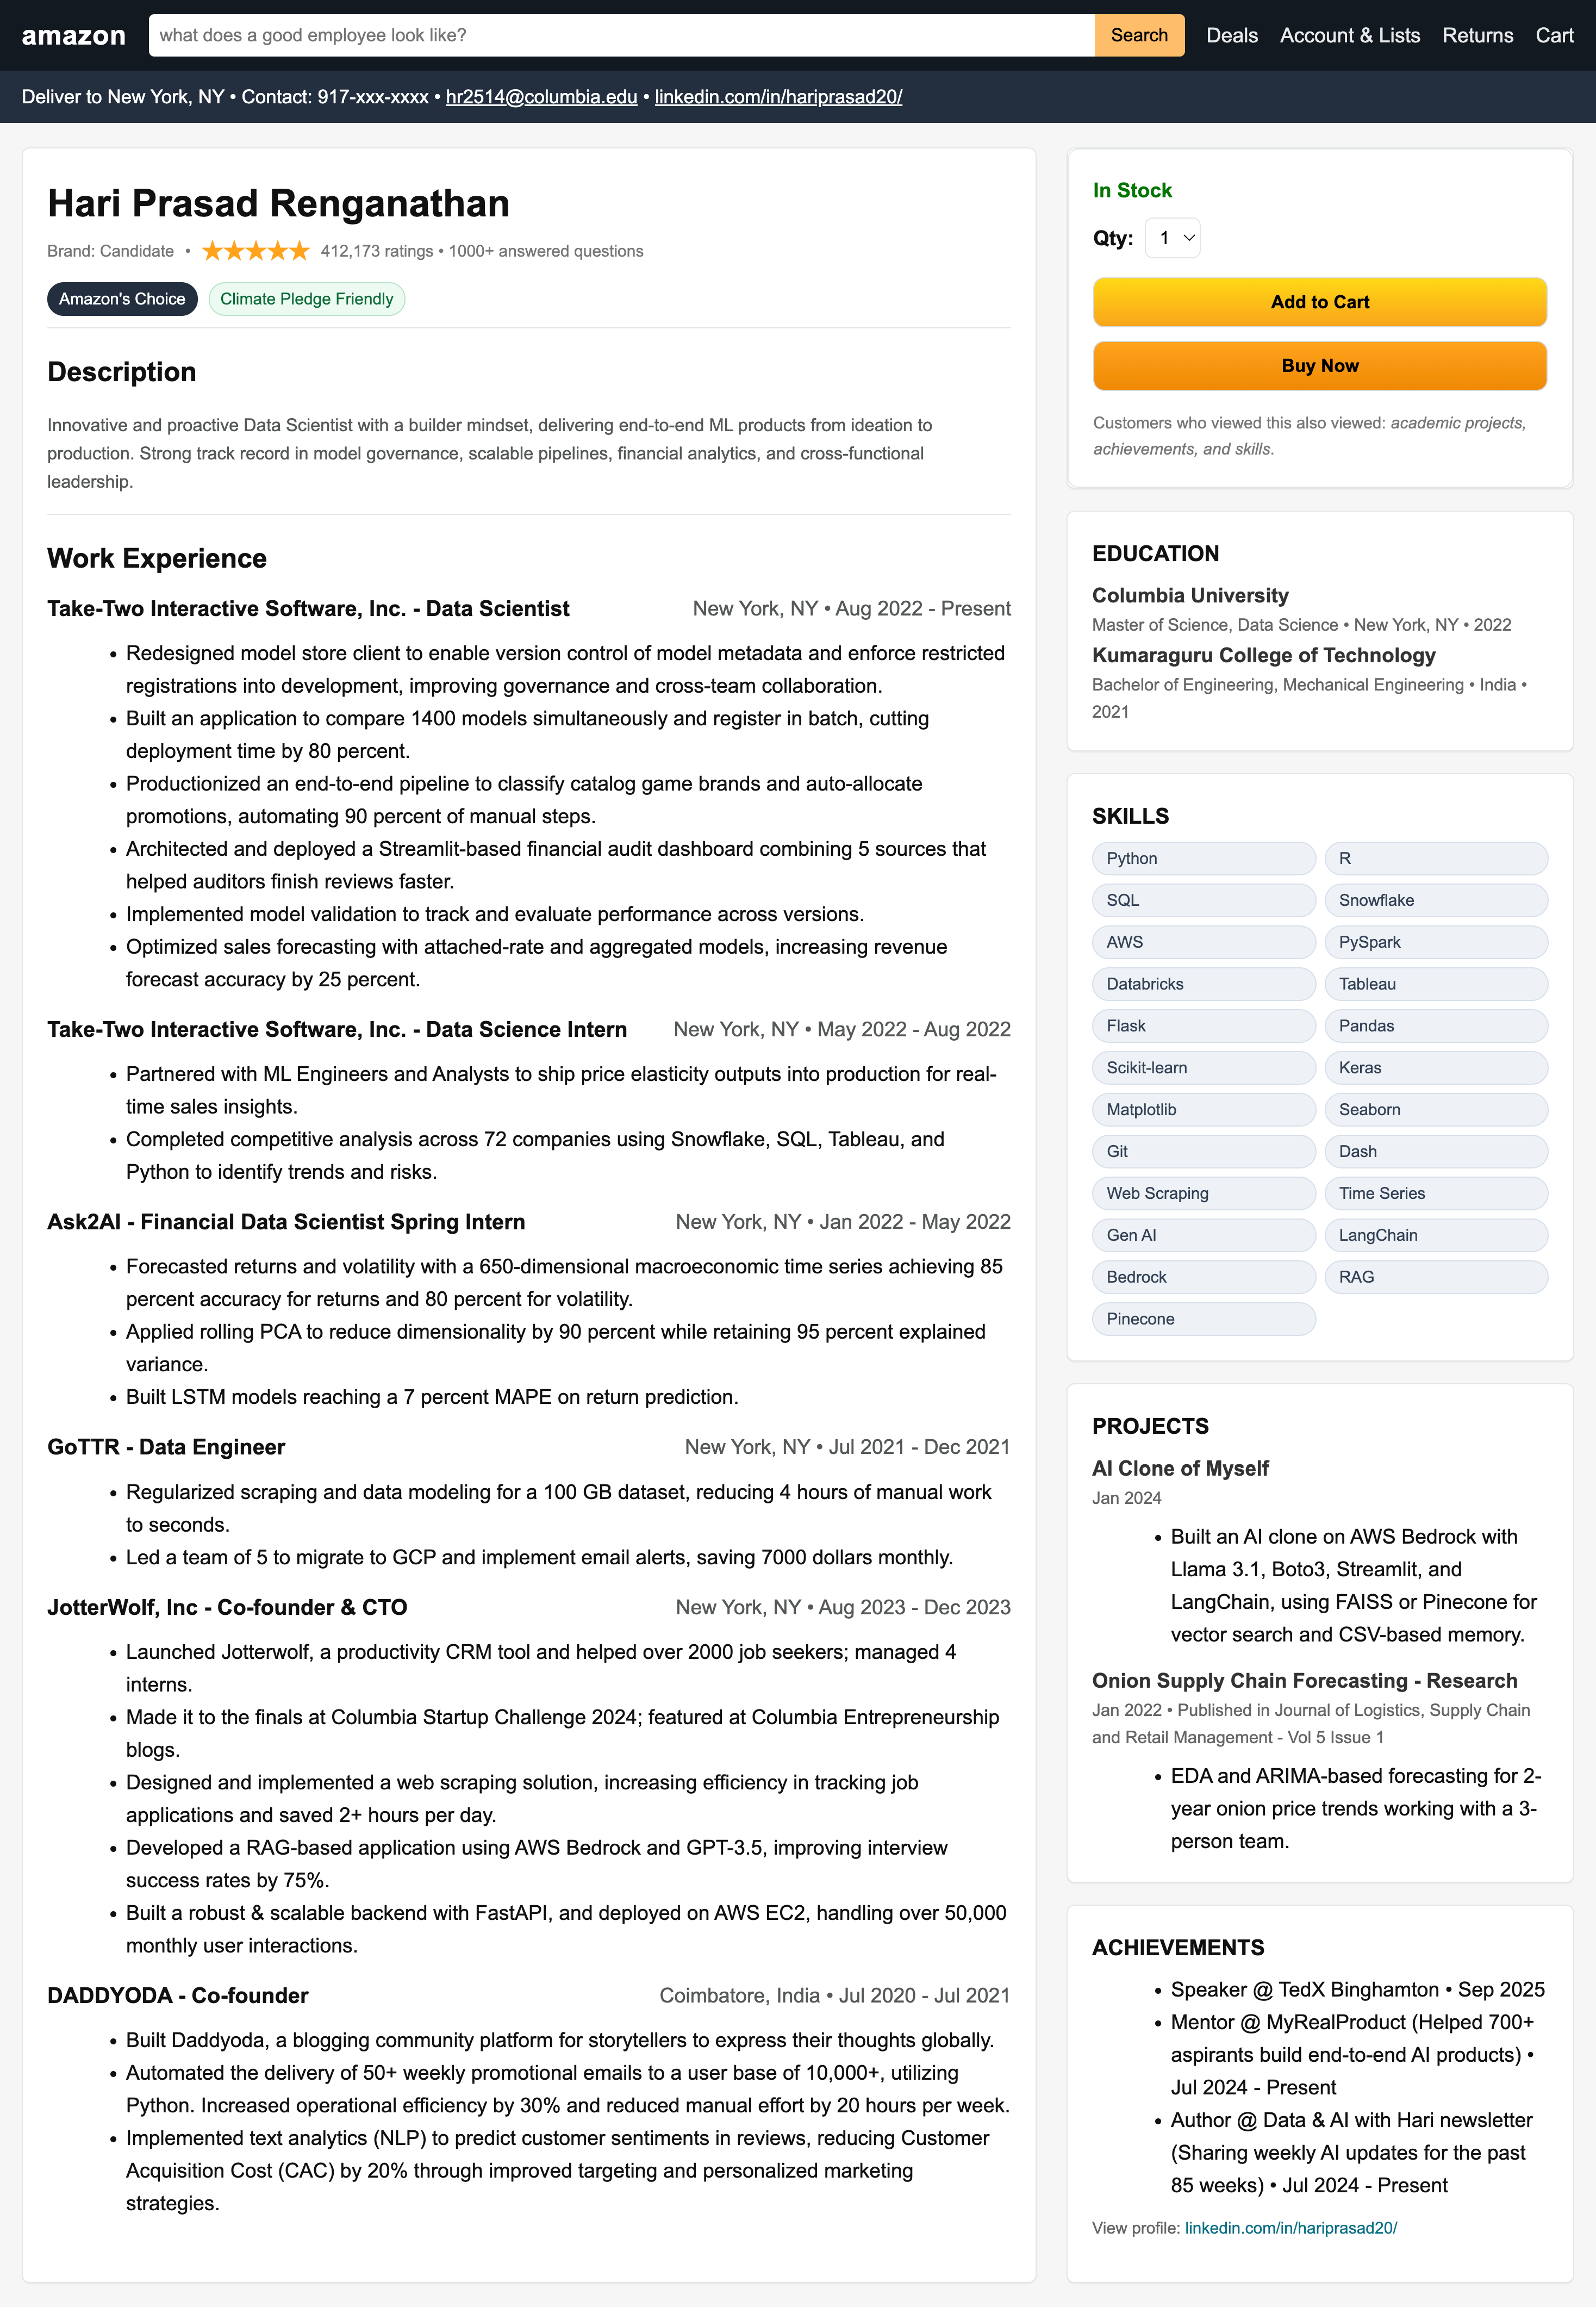 amazon
what does a good employee look like?
Search
Deals
Account & Lists
Returns
Cart
Deliver to New York, NY • Contact: 917-xxx-xxxx • hr2514@columbia.edu • linkedin.com/in/hariprasad20/
Hari Prasad Renganathan
Brand: Candidate • ★★★★★ 412,173 ratings • 1000+ answered questions
Amazon's Choice
Climate Pledge Friendly
Description
Innovative and proactive Data Scientist with a builder mindset, delivering end-to-end ML products from ideation to
production. Strong track record in model governance, scalable pipelines, financial analytics, and cross-functional
leadership.
Work Experience
Take-Two Interactive Software, Inc. - Data Scientist
New York, NY • Aug 2022 - Present
• Redesigned model store client to enable version control of model metadata and enforce restricted
registrations into development, improving governance and cross-team collaboration.
• Built an application to compare 1400 models simultaneously and register in batch, cutting
deployment time by 80 percent.
• Productionized an end-to-end pipeline to classify catalog game brands and auto-allocate
promotions, automating 90 percent of manual steps.
• Architected and deployed a Streamlit-based financial audit dashboard combining 5 sources that
helped auditors finish reviews faster.
• Implemented model validation to track and evaluate performance across versions.
• Optimized sales forecasting with attached-rate and aggregated models, increasing revenue
forecast accuracy by 25 percent.
Take-Two Interactive Software, Inc. - Data Science Intern
New York, NY • May 2022 - Aug 2022
• Partnered with ML Engineers and Analysts to ship price elasticity outputs into production for real-
time sales insights.
• Completed competitive analysis across 72 companies using Snowflake, SQL, Tableau, and
Python to identify trends and risks.
Ask2AI - Financial Data Scientist Spring Intern
New York, NY • Jan 2022 - May 2022
• Forecasted returns and volatility with a 650-dimensional macroeconomic time series achieving 85
percent accuracy for returns and 80 percent for volatility.
• Applied rolling PCA to reduce dimensionality by 90 percent while retaining 95 percent explained
variance.
• Built LSTM models reaching a 7 percent MAPE on return prediction.
GoTTR - Data Engineer
New York, NY • Jul 2021 - Dec 2021
• Regularized scraping and data modeling for a 100 GB dataset, reducing 4 hours of manual work
to seconds.
• Led a team of 5 to migrate to GCP and implement email alerts, saving 7000 dollars monthly.
JotterWolf, Inc - Co-founder & CTO
New York, NY • Aug 2023 - Dec 2023
• Launched Jotterwolf, a productivity CRM tool and helped over 2000 job seekers; managed 4
interns.
• Made it to the finals at Columbia Startup Challenge 2024; featured at Columbia Entrepreneurship
blogs.
• Designed and implemented a web scraping solution, increasing efficiency in tracking job
applications and saved 2+ hours per day.
• Developed a RAG-based application using AWS Bedrock and GPT-3.5, improving interview
success rates by 75%.
• Built a robust & scalable backend with FastAPI, and deployed on AWS EC2, handling over 50,000
monthly user interactions.
DADDYODA - Co-founder
Coimbatore, India • Jul 2020 - Jul 2021
• Built Daddyoda, a blogging community platform for storytellers to express their thoughts globally.
• Automated the delivery of 50+ weekly promotional emails to a user base of 10,000+, utilizing
Python. Increased operational efficiency by 30% and reduced manual effort by 20 hours per week.
• Implemented text analytics (NLP) to predict customer sentiments in reviews, reducing Customer
Acquisition Cost (CAC) by 20% through improved targeting and personalized marketing
strategies.
In Stock
Qty: 1
Add to Cart
Buy Now
Customers who viewed this also viewed: academic projects,
achievements, and skills.
EDUCATION
Columbia University
Master of Science, Data Science • New York, NY • 2022
Kumaraguru College of Technology
Bachelor of Engineering, Mechanical Engineering • India •
2021
SKILLS
Python
R
SQL
Snowflake
AWS
PySpark
Databricks
Tableau
Flask
Pandas
Scikit-learn
Keras
Matplotlib
Seaborn
Git
Dash
Web Scraping
Time Series
Gen AI
LangChain
Bedrock
RAG
Pinecone
PROJECTS
AI Clone of Myself
Jan 2024
• Built an AI clone on AWS Bedrock with
Llama 3.1, Boto3, Streamlit, and
LangChain, using FAISS or Pinecone for
vector search and CSV-based memory.
Onion Supply Chain Forecasting - Research
Jan 2022 • Published in Journal of Logistics, Supply Chain
and Retail Management - Vol 5 Issue 1
• EDA and ARIMA-based forecasting for 2-
year onion price trends working with a 3-
person team.
ACHIEVEMENTS
• Speaker @ TedX Binghamton • Sep 2025
• Mentor @ MyRealProduct (Helped 700+
aspirants build end-to-end AI products) •
Jul 2024 - Present
• Author @ Data & AI with Hari newsletter
(Sharing weekly AI updates for the past
85 weeks) • Jul 2024 - Present
View profile: linkedin.com/in/hariprasad20/